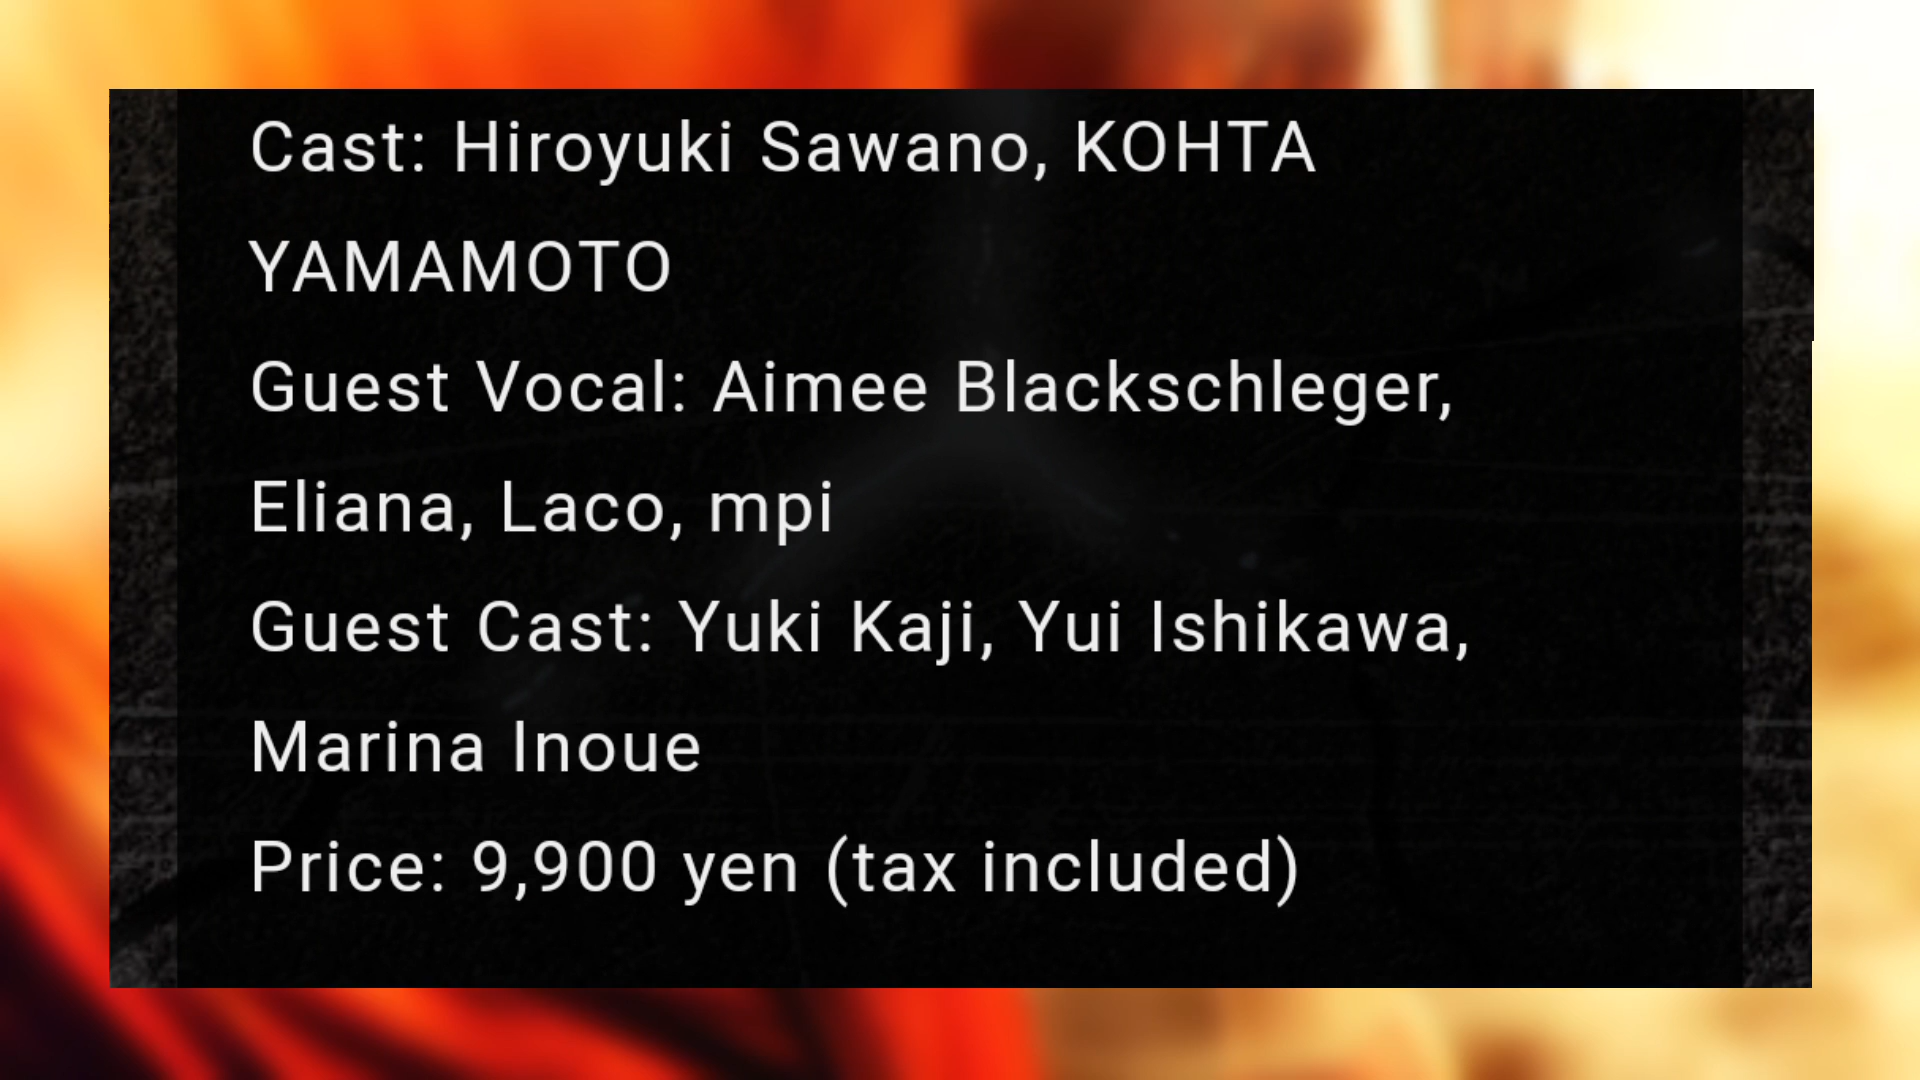 Cast: Hiroyuki Sawano, KOHTA
YAMAMOTO
Guest Vocal: Aimee Blackschleger,
Eliana, Laco, mpi
Guest Cast: Yuki Kaji, Yui Ishikawa,
Marina Inoue
Price: 9,900 yen (tax included)